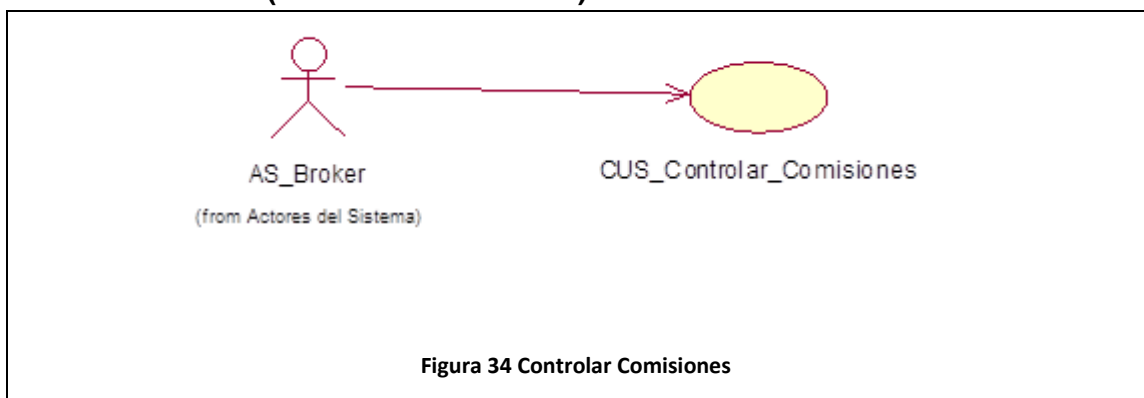 AS_Broker
CUS_Controlar_Comisiones
(from Actores del Sistema)
Figura 34 Controlar Comisiones